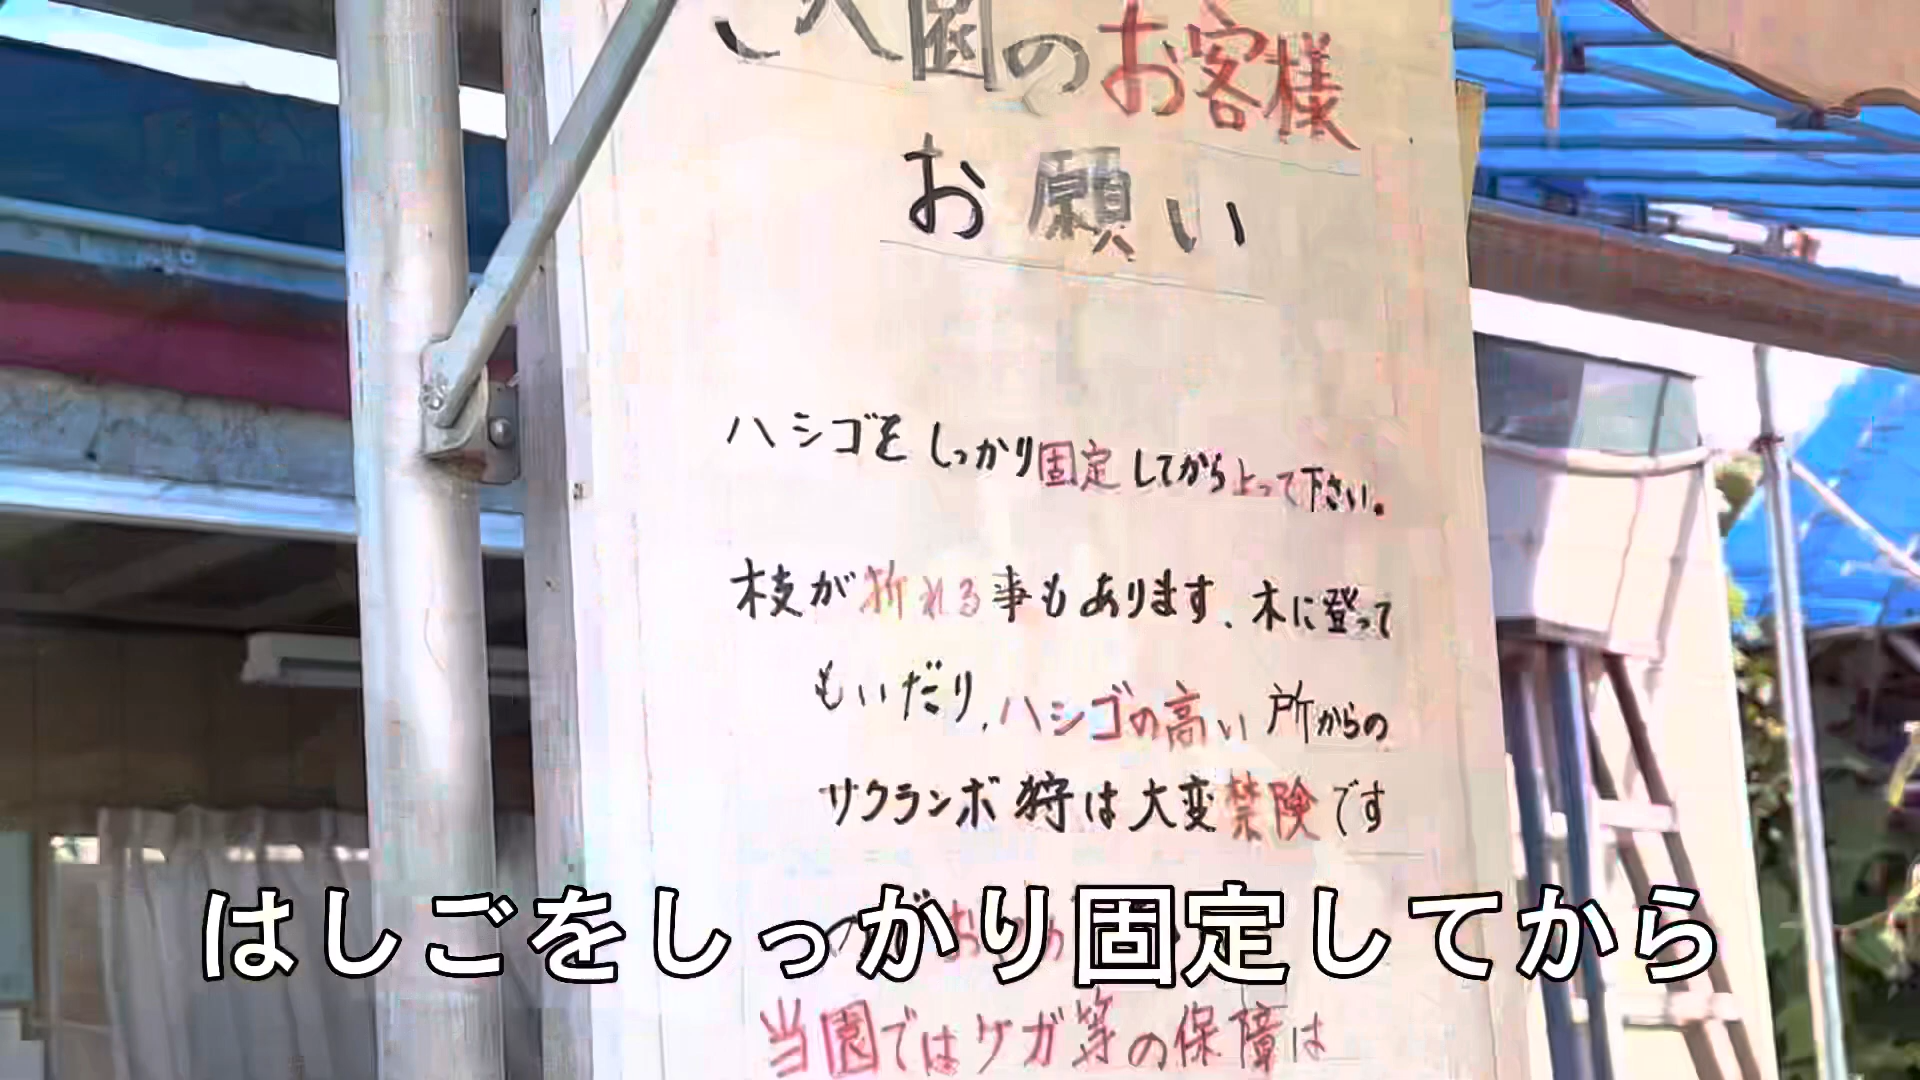 ご入園のお客様
お願い
ハシゴをしっかり固定してから上って下さい。
枝が折れる事もあります、木に登って
もいだり、ハシゴの高い所からの
サクランボ狩は大変禁険です
はしごをしっかり固定してから
当園ではケガ等の保障は